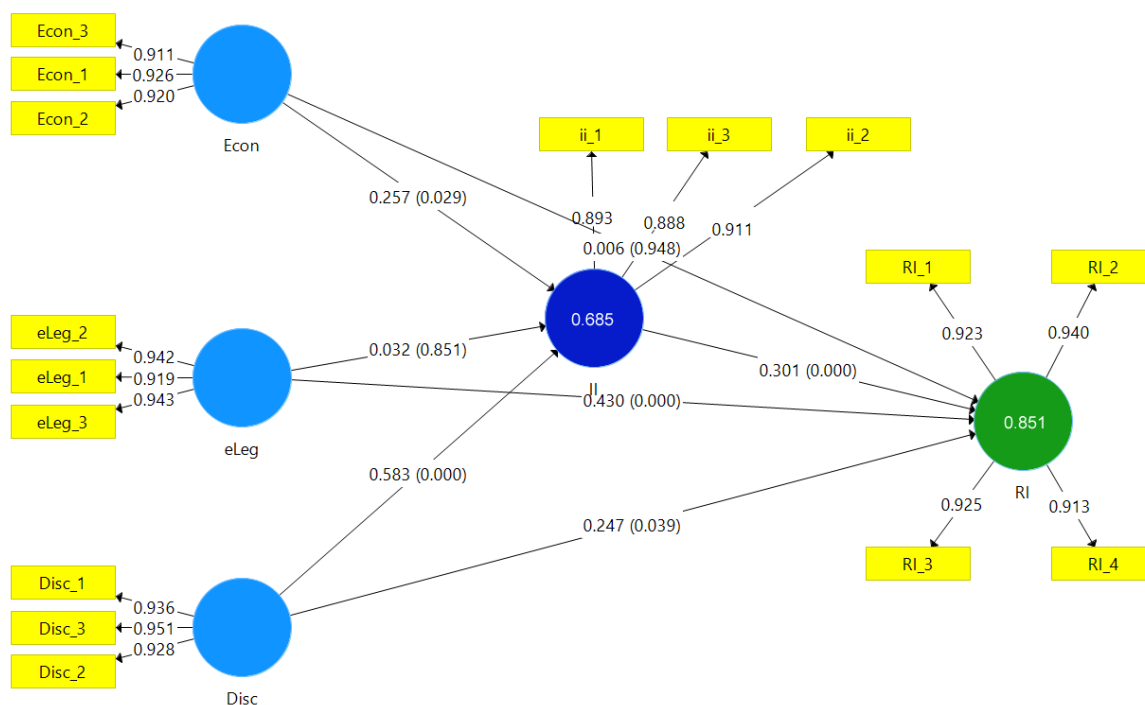 Econ_3
0.911
Econ_1
0.926
Econ_2
0.920
Econ
ii_1
ii_3
ii_2
0.257 (0.029)
0.893
0.888
0.911
0.006 (0.948)
RI_1
RI_2
eLeg_2
0.942
eLeg_1
0.919
eLeg_3
0.943
eLeg
0.032 (0.851)
0.685
II
0.923
0.940
0.301 (0.000)
0.430 (0.000)
0.851
RI
0.583 (0.000)
0.247 (0.039)
0.925
0.913
RI_3
RI_4
Disc_1
0.936
Disc_3
0.951
Disc_2
0.928
Disc